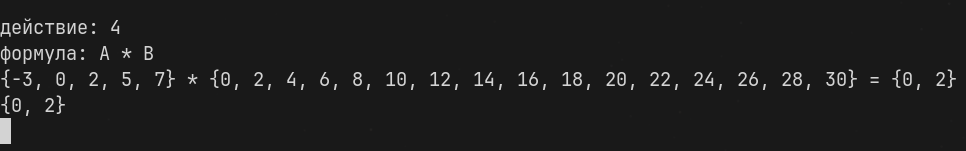 действие: 4
формула: A * B
{-3, 0, 2, 5, 7} * {0, 2, 4, 6, 8, 10, 12, 14, 16, 18, 20, 22, 24, 26, 28, 30} = {0, 2}
{0, 2}